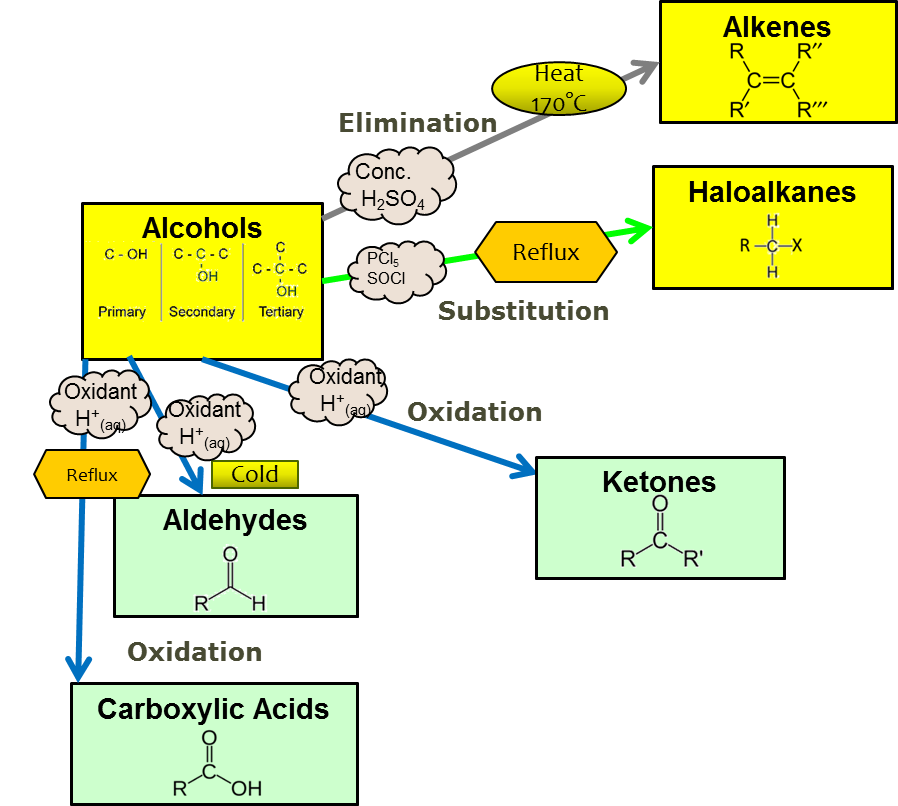 Alkenes
R R′′
C=C
R′ R′′′
Heat
170°C
Elimination
Conc.
H₂SO₄
Haloalkanes
H
R-C-X
H
Alcohols
C-OH
C-C-C
OH
C
C-C-C
OH
Primary
Secondary
Tertiary
PCl₅
SOCl
Reflux
Substitution
Oxidant
H⁺(aq)
Oxidant
H⁺(aq)
Oxidant
H⁺(aq)
Oxidation
Reflux
Cold
Ketones
O
C
R R'
Aldehydes
O
R H
Oxidation
Carboxylic Acids
O
C
R OH